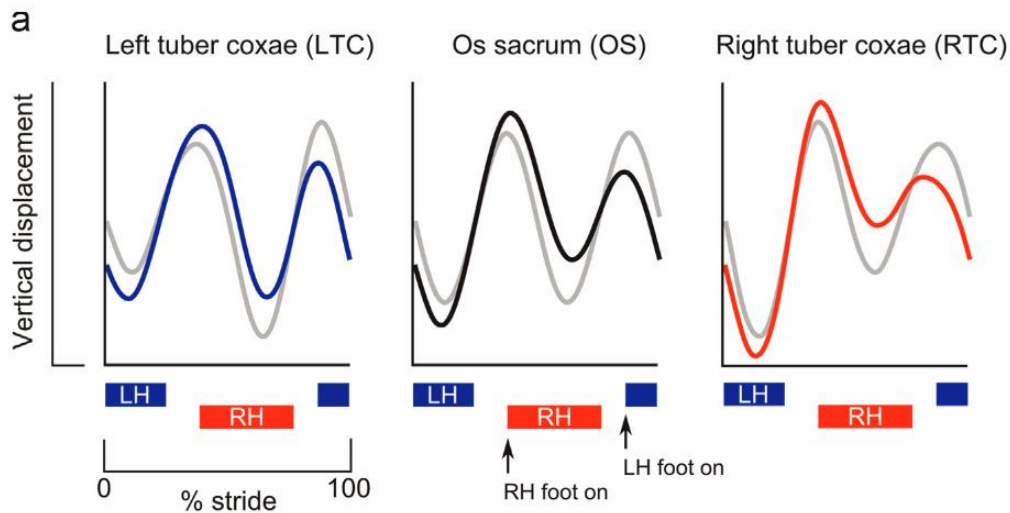 a
Left tuber coxae (LTC)
Os sacrum (OS)
Right tuber coxae (RTC)
Vertical displacement
LH
RH
LH
RH
LH
RH
0
100
% stride
RH foot on
LH foot on